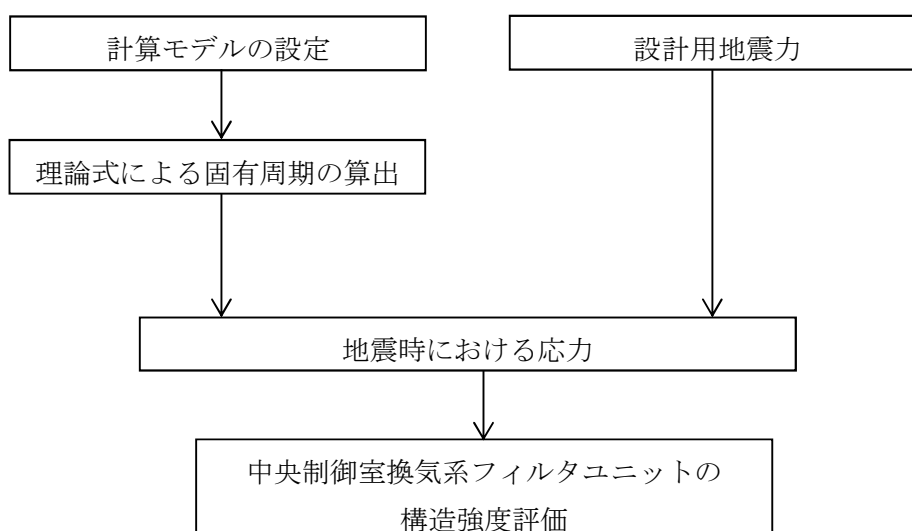 計算モデルの設定
設計用地震力
理論式による固有周期の算出
地震時における応力
中央制御室換気系フィルタユニットの
構造強度評価